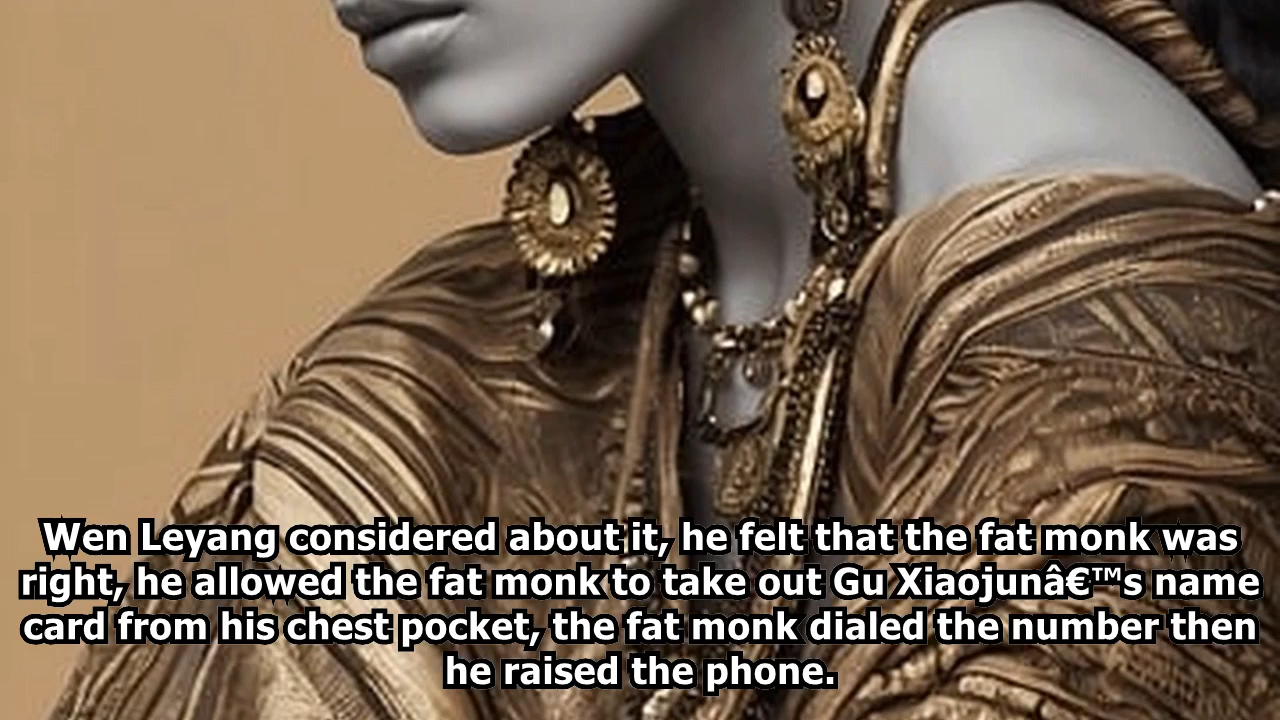 Wen Leyang considered about it, he felt that the fat monk was
right, he allowed the fat monk to take out Gu Xiaojunâ€™s name
card from his chest pocket, the fat monk dialed the number then
he raised the phone.